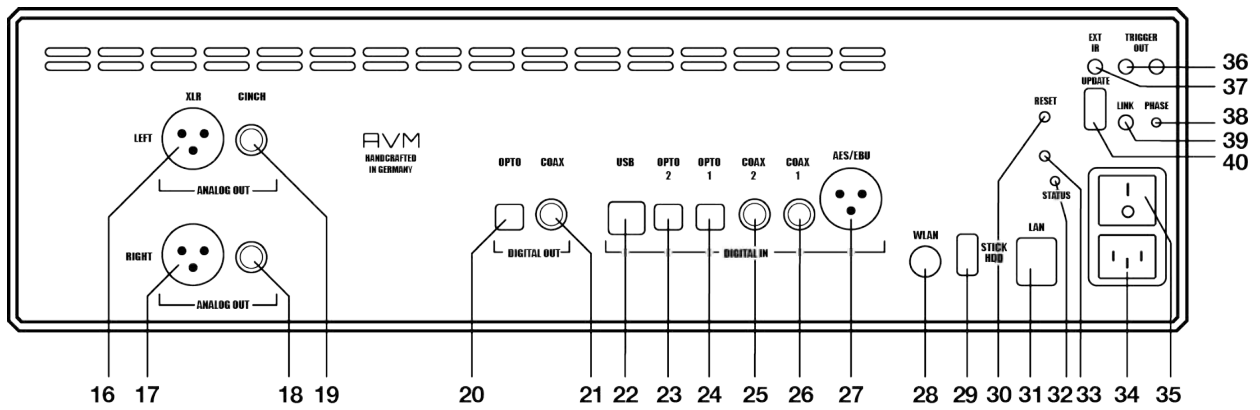 EXT
IR
TRIGGER
OUT
36
37
UPDATE
XLR
CINCH
RESET
LINK
PHASE
38
39
40
LEFT
AVM
HANDCRAFTED
IN GERMANY
ANALOG OUT
OPTO
COAX
USB
OPTO
2
OPTO
1
COAX
2
COAX
1
AES/EBU
STATUS
RIGHT
DIGITAL OUT
DIGITAL IN
WLAN
STICK
HDD
LAN
ANALOG OUT
16 17 18 19 20 21 22 23 24 25 26 27 28 29 30 31 32 33 34 35